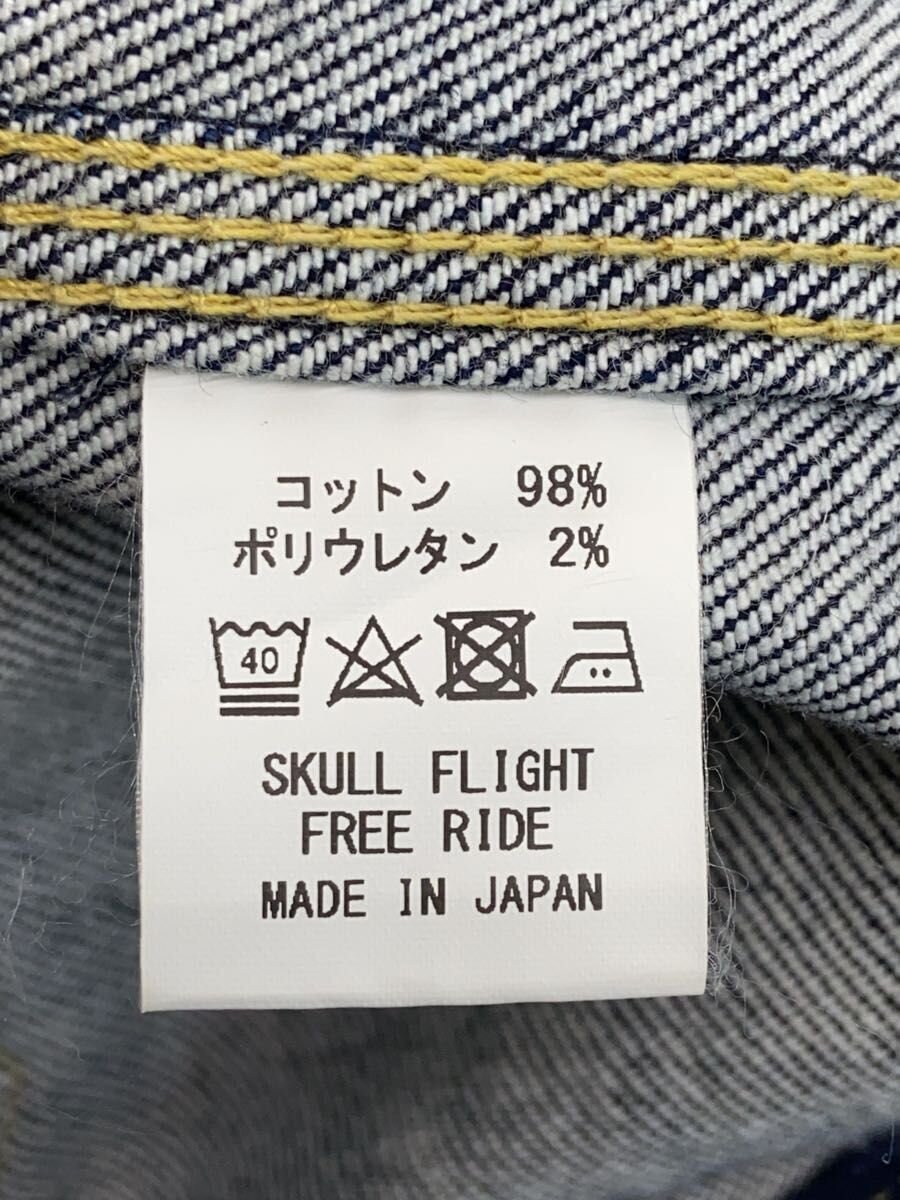 コットン 98%
ポリウレタン 2%
40
SKULL FLIGHT
FREE RIDE
MADE IN JAPAN